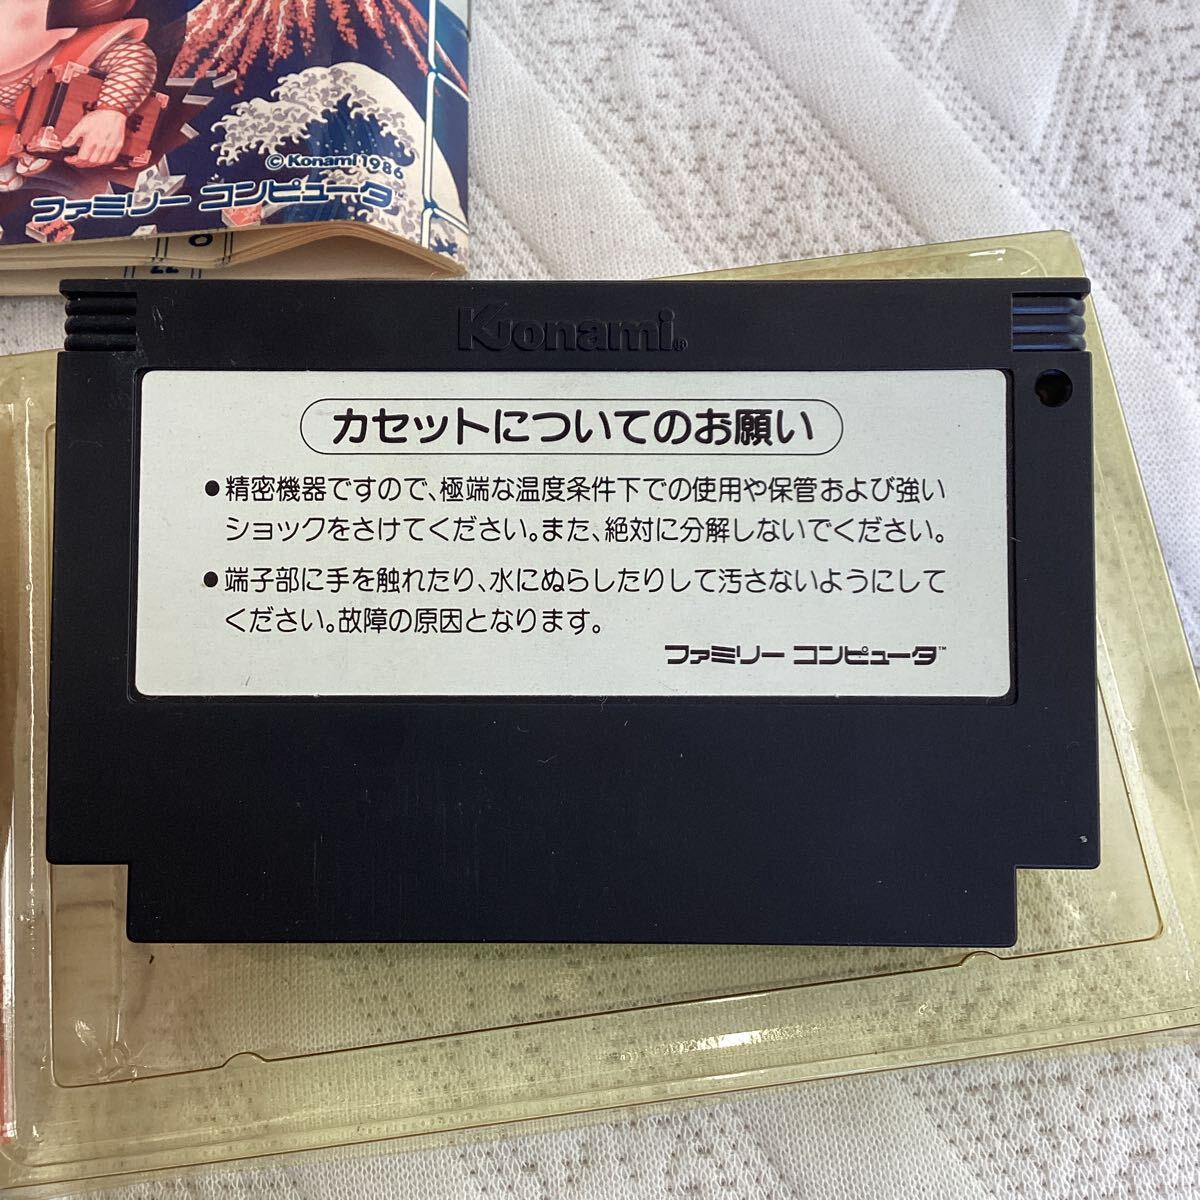 © Konami 1986
ファミリー コンピュータ
Konami®
カセットについてのお願い
●精密機器ですので、極端な温度条件下での使用や保管および強い
ショックをさけてください。また、絶対に分解しないでください。
●端子部に手を触れたり、水にぬらしたりして汚さないようにして
ください。故障の原因となります。
ファミリー コンピュータ™